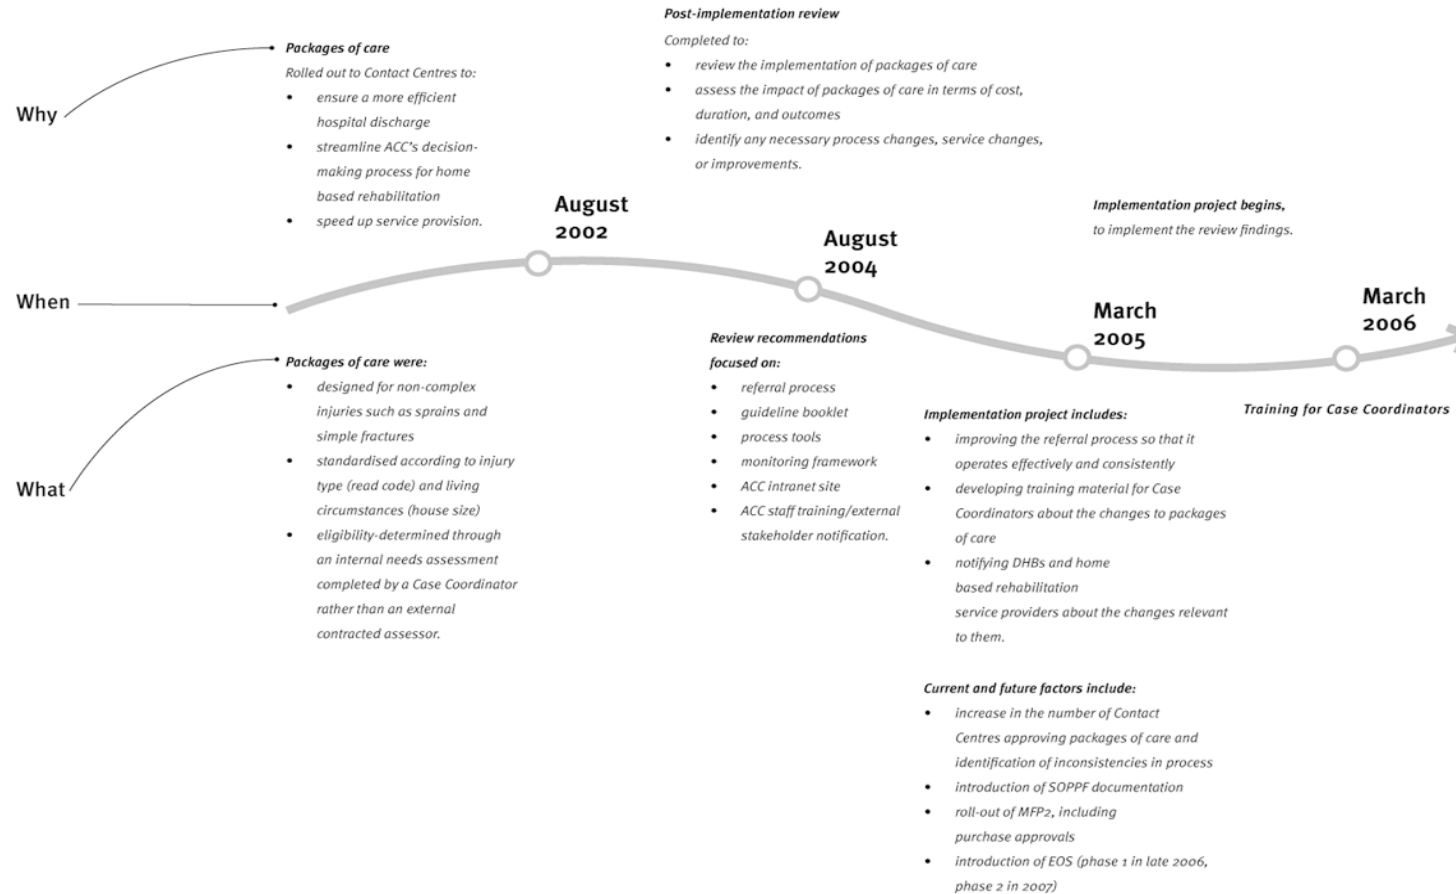 Why
Packages of care
Rolled out to Contact Centres to:
• ensure a more efficient
hospital discharge
• streamline ACC's decision-
making process for home
based rehabilitation
• speed up service provision.
Post-implementation review
Completed to:
• review the implementation of packages of care
• assess the impact of packages of care in terms of cost,
duration, and outcomes
• identify any necessary process changes, service changes,
or improvements.
Implementation project begins,
to implement the review findings.
When
August
2002
August
2004
March
2005
March
2006
What
Packages of care were:
• designed for non-complex
injuries such as sprains and
simple fractures
• standardised according to injury
type (read code) and living
circumstances (house size)
• eligibility-determined through
an internal needs assessment
completed by a Case Coordinator
rather than an external
contracted assessor.
Review recommendations
focused on:
• referral process
• guideline booklet
• process tools
• monitoring framework
• ACC intranet site
• ACC staff training/external
stakeholder notification.
Implementation project includes:
• improving the referral process so that it
operates effectively and consistently
• developing training material for Case
Coordinators about the changes to packages
of care
• notifying DHBs and home
based rehabilitation
service providers about the changes relevant
to them.
Current and future factors include:
• increase in the number of Contact
Centres approving packages of care and
identification of inconsistencies in process
• introduction of SOPPF documentation
• roll-out of MFP2, including
purchase approvals
• introduction of EOS (phase 1 in late 2006,
phase 2 in 2007)
Training for Case Coordinators